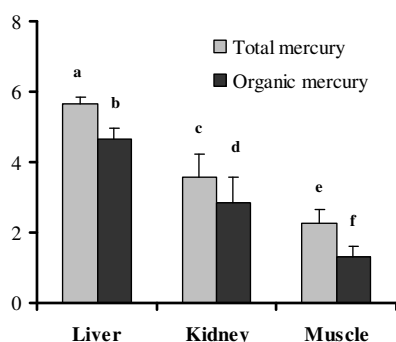 8
6
4
2
0
Total mercury
Organic mercury
a
b
c
d
e
f
Liver Kidney Muscle